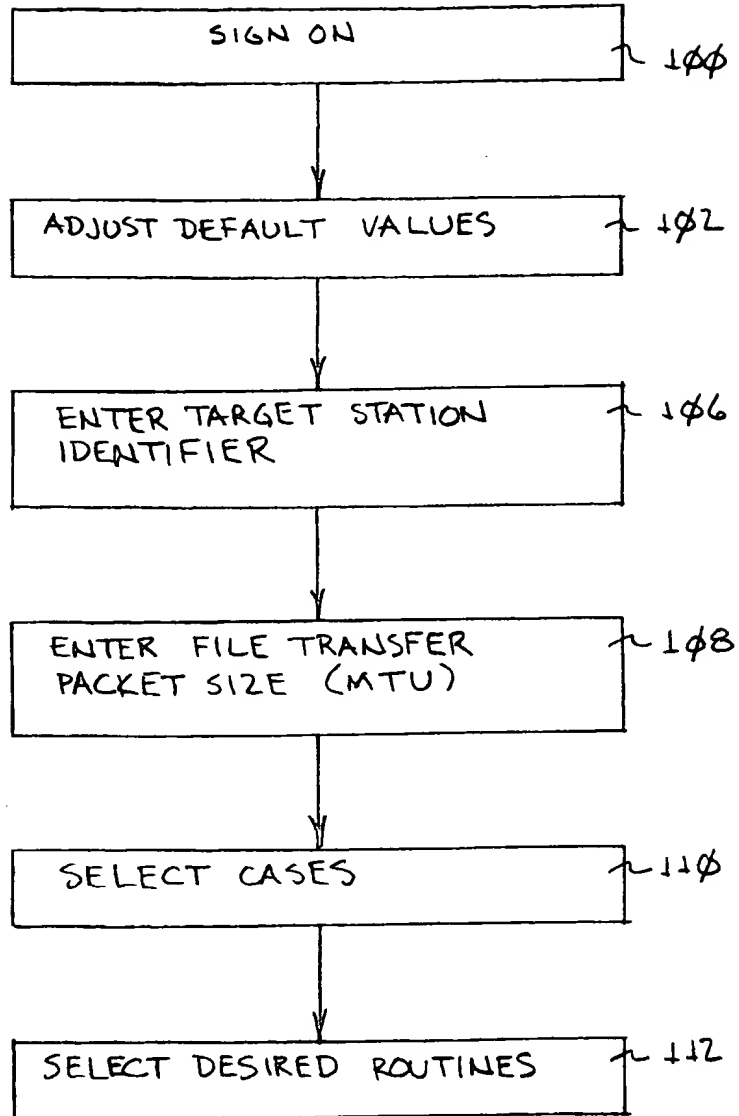 SIGN ON
100
ADJUST DEFAULT VALUES
102
ENTER TARGET STATION
IDENTIFIER
106
ENTER FILE TRANSFER
PACKET SIZE (MTU)
108
SELECT CASES
110
SELECT DESIRED ROUTINES
112